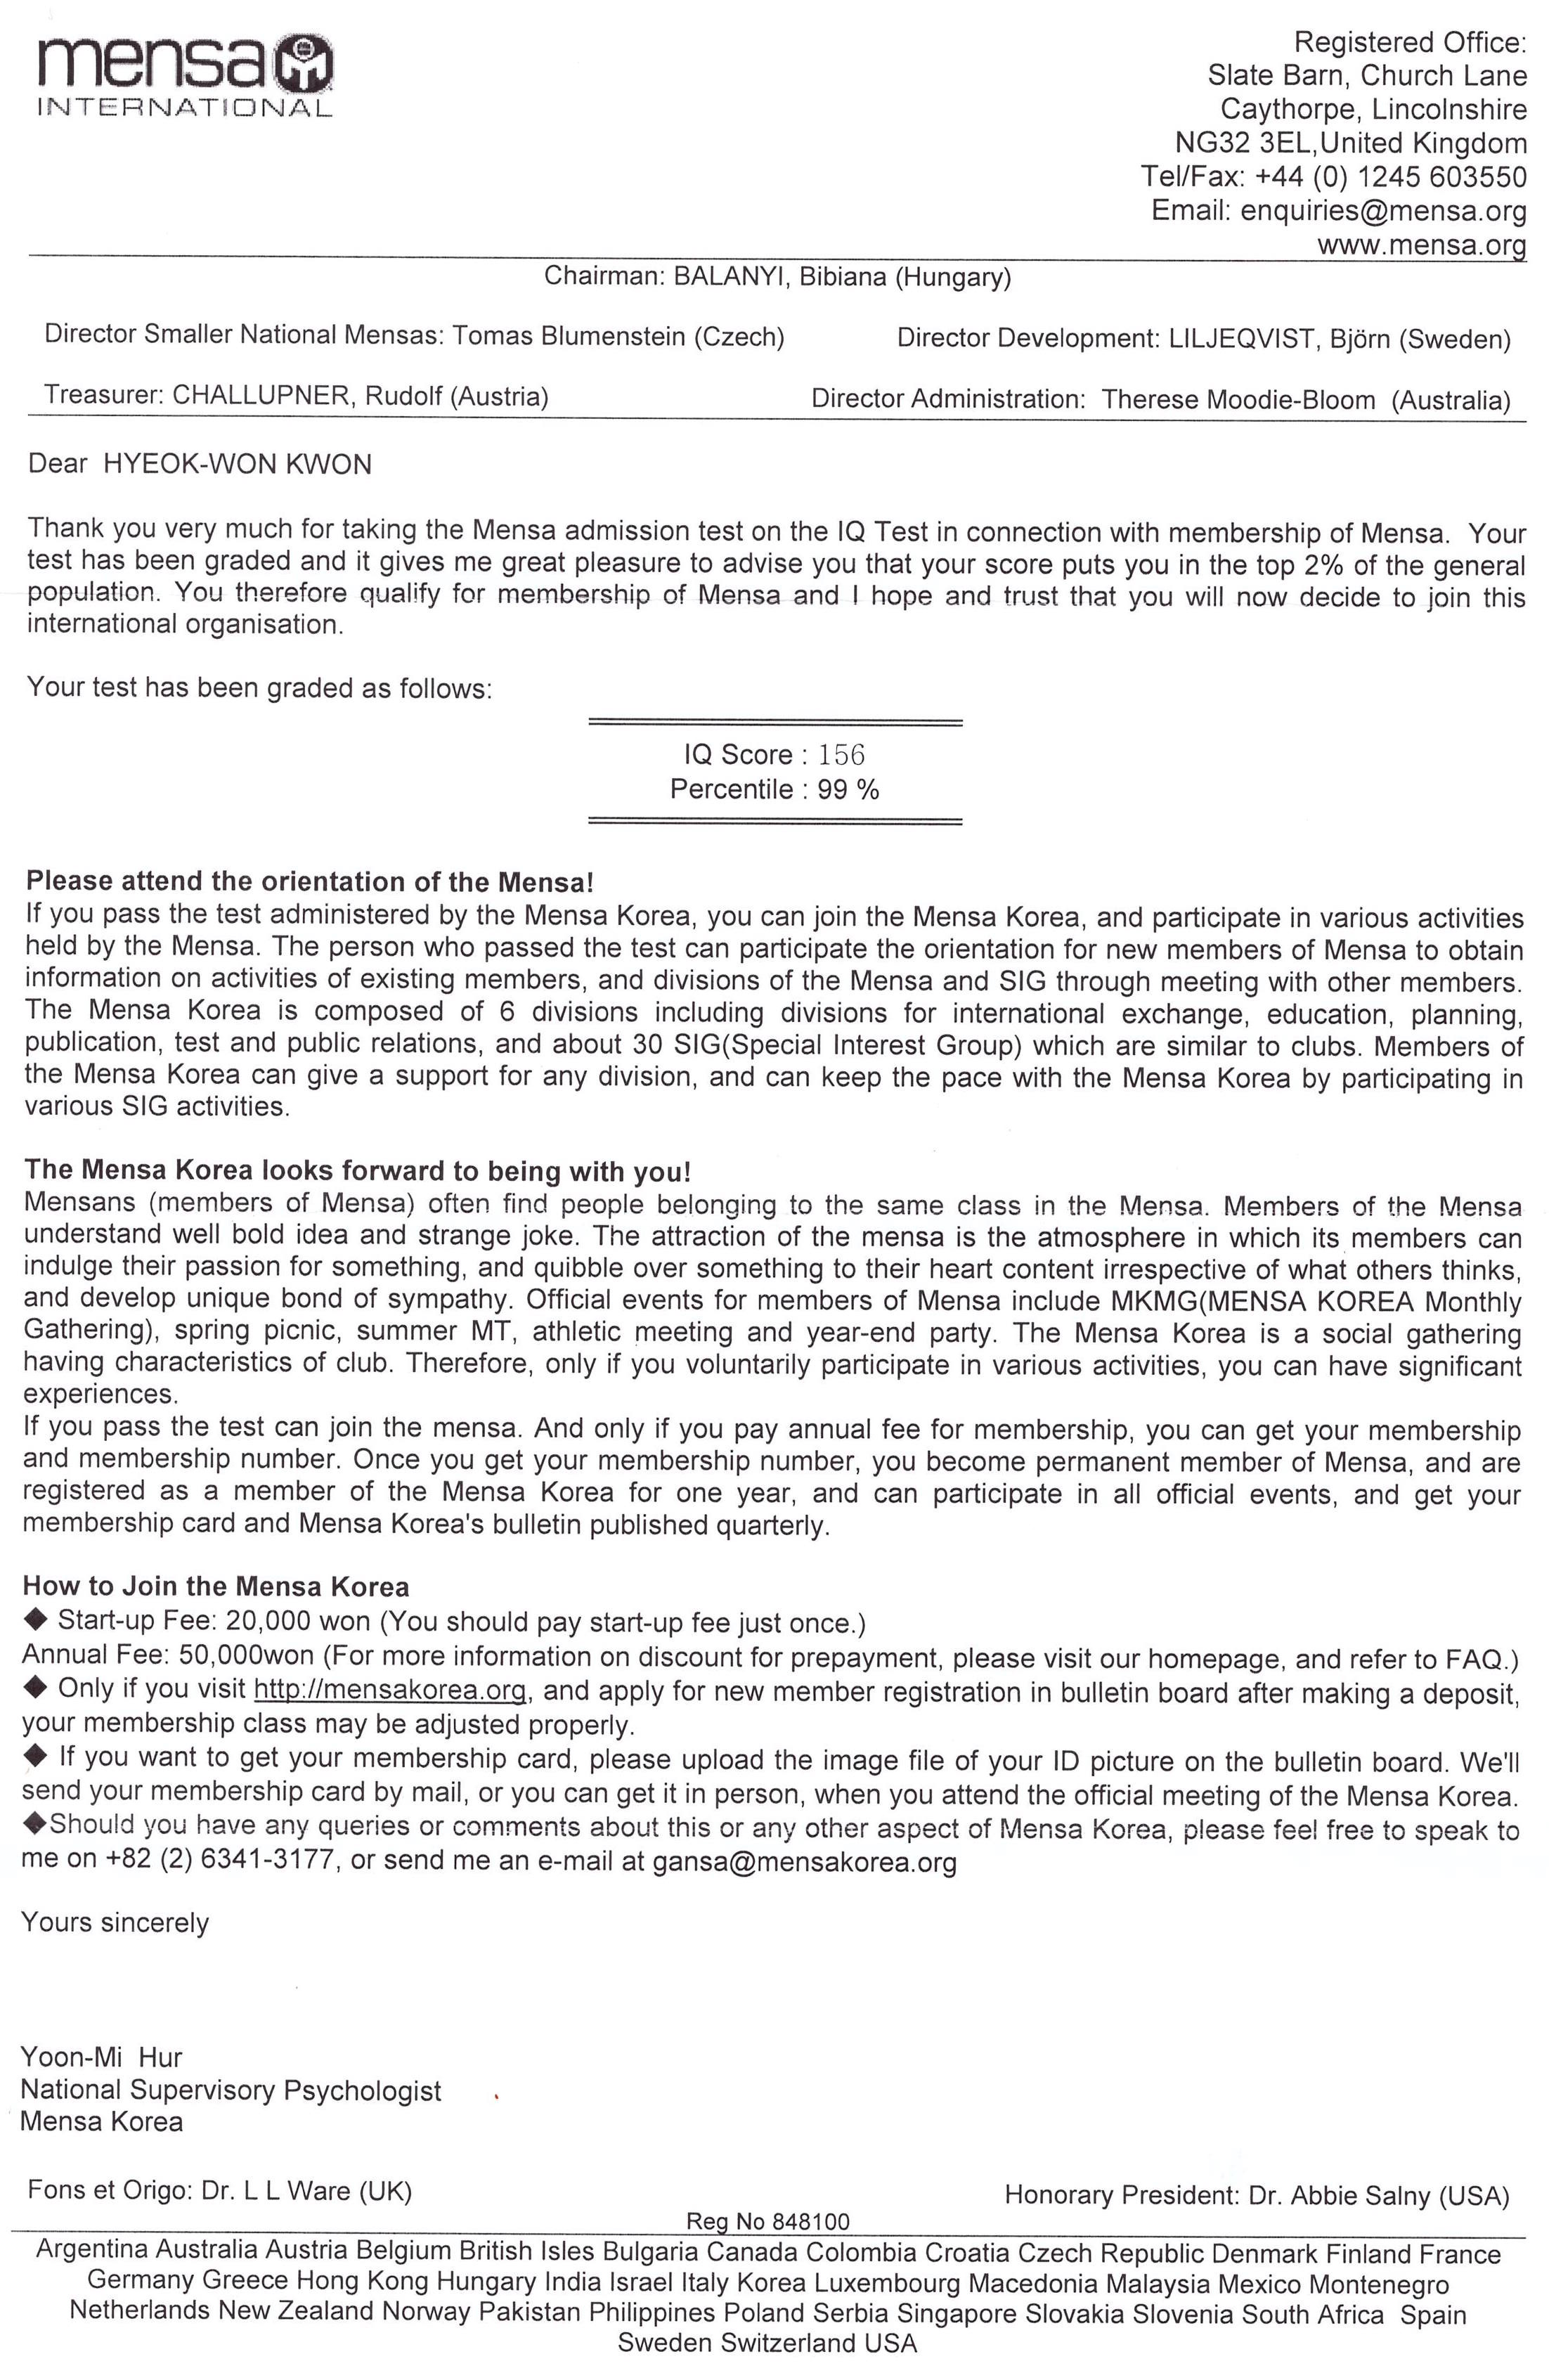 mensa
INTERNATIONAL
Registered Office:
Slate Barn, Church Lane
Caythorpe, Lincolnshire
NG32 3EL,United Kingdom
Tel/Fax: +44 (0) 1245 603550
Email: enquiries@mensa.org
www.mensa.org
Chairman: BALANYI, Bibiana (Hungary)
Director Smaller National Mensas: Tomas Blumenstein (Czech) Director Development: LILJEQVIST, Björn (Sweden)
Treasurer: CHALLUPNER, Rudolf (Austria) Director Administration: Therese Moodie-Bloom (Australia)
Dear HYEOK-WON KWON
Thank you very much for taking the Mensa admission test on the IQ Test in connection with membership of Mensa. Your
test has been graded and it gives me great pleasure to advise you that your score puts you in the top 2% of the general
population. You therefore qualify for membership of Mensa and I hope and trust that you will now decide to join this
international organisation.
Your test has been graded as follows:
IQ Score : 156
Percentile : 99 %
Please attend the orientation of the Mensa!
If you pass the test administered by the Mensa Korea, you can join the Mensa Korea, and participate in various activities
held by the Mensa. The person who passed the test can participate the orientation for new members of Mensa to obtain
information on activities of existing members, and divisions of the Mensa and SIG through meeting with other members.
The Mensa Korea is composed of 6 divisions including divisions for international exchange, education, planning,
publication, test and public relations, and about 30 SIG(Special Interest Group) which are similar to clubs. Members of
the Mensa Korea can give a support for any division, and can keep the pace with the Mensa Korea by participating in
various SIG activities.
The Mensa Korea looks forward to being with you!
Mensans (members of Mensa) often find people belonging to the same class in the Mensa. Members of the Mensa
understand well bold idea and strange joke. The attraction of the mensa is the atmosphere in which its members can
indulge their passion for something, and quibble over something to their heart content irrespective of what others thinks,
and develop unique bond of sympathy. Official events for members of Mensa include MKMG(MENSA KOREA Monthly
Gathering), spring picnic, summer MT, athletic meeting and year-end party. The Mensa Korea is a social gathering
having characteristics of club. Therefore, only if you voluntarily participate in various activities, you can have significant
experiences.
If you pass the test can join the mensa. And only if you pay annual fee for membership, you can get your membership
and membership number. Once you get your membership number, you become permanent member of Mensa, and are
registered as a member of the Mensa Korea for one year, and can participate in all official events, and get your
membership card and Mensa Korea's bulletin published quarterly.
How to Join the Mensa Korea
◆ Start-up Fee: 20,000 won (You should pay start-up fee just once.)
Annual Fee: 50,000won (For more information on discount for prepayment, please visit our homepage, and refer to FAQ.)
◆ Only if you visit http://mensakorea.org, and apply for new member registration in bulletin board after making a deposit,
your membership class may be adjusted properly.
◆ If you want to get your membership card, please upload the image file of your ID picture on the bulletin board. We'll
send your membership card by mail, or you can get it in person, when you attend the official meeting of the Mensa Korea.
◆Should you have any queries or comments about this or any other aspect of Mensa Korea, please feel free to speak to
me on +82 (2) 6341-3177, or send me an e-mail at gansa@mensakorea.org
Yours sincerely
Yoon-Mi Hur
National Supervisory Psychologist
Mensa Korea
Fons et Origo: Dr. L L Ware (UK) Honorary President: Dr. Abbie Salny (USA)
Reg No 848100
Argentina Australia Austria Belgium British Isles Bulgaria Canada Colombia Croatia Czech Republic Denmark Finland France
Germany Greece Hong Kong Hungary India Israel Italy Korea Luxembourg Macedonia Malaysia Mexico Montenegro
Netherlands New Zealand Norway Pakistan Philippines Poland Serbia Singapore Slovakia Slovenia South Africa Spain
Sweden Switzerland USA